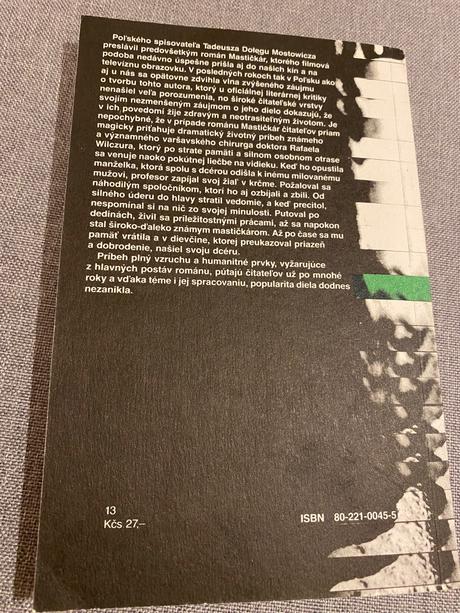 Poľského spisovateľa Tadeusza Dołęgu Mostowicza
preslávil predovšetkým román Mastičkár, ktorého filmová
podoba nedávno úspešne prišla aj do našich kín a na
televíznu obrazovku. V posledných rokoch tak v Poľsku ako
aj u nás sa opätovne zdvihla vlna zvýšeného záujmu
o tvorbu tohto autora, ktorý u oficiálnej literárnej kritiky
nenašiel veľa porozumenia, no široké čitateľské vrstvy
svojím nezmenšeným záujmom o jeho dielo dokazujú, že
v ich povedomí žije zdravým a neotrasiteľným životom. Je
nepochybné, že v prípade románu Mastičkár čitateľov priam
magicky priťahuje dramatický životný príbeh známeho
a významného varšavského chirurga doktora Rafaela
Wilczura, ktorý po strate pamäti a silnom osobnom otrase
sa venuje naoko pokútnej liečbe na vidieku. Keď ho opustila
manželka, ktorá spolu s dcérou odišla k inému milovanému
mužovi, profesor zapíjal svoj žiaľ v krčme. Požaloval sa
náhodilým spoločníkom, ktorí ho aj ozbíjali a zbili. Od
silného úderu do hlavy stratil vedomie, a keď precitol,
nespomínal si na nič zo svojej minulosti. Putoval po
dedinách, živil sa príležitostnými prácami, až sa napokon
stal široko-ďaleko známym mastičkárom. Až po čase sa mu
pamäť vrátila a v dievčine, ktorej preukazoval priazeň
a dobrodenie, našiel svoju dcéru.
Príbeh plný vzruchu a humanitné prvky, vyžarujúce
z hlavných postáv románu, pútajú čitateľov už po mnohé
roky a vďaka téme i jej spracovaniu, popularita diela dodnes
nezanikla.
13
Kčs 27,–
ISBN 80-221-0045-5